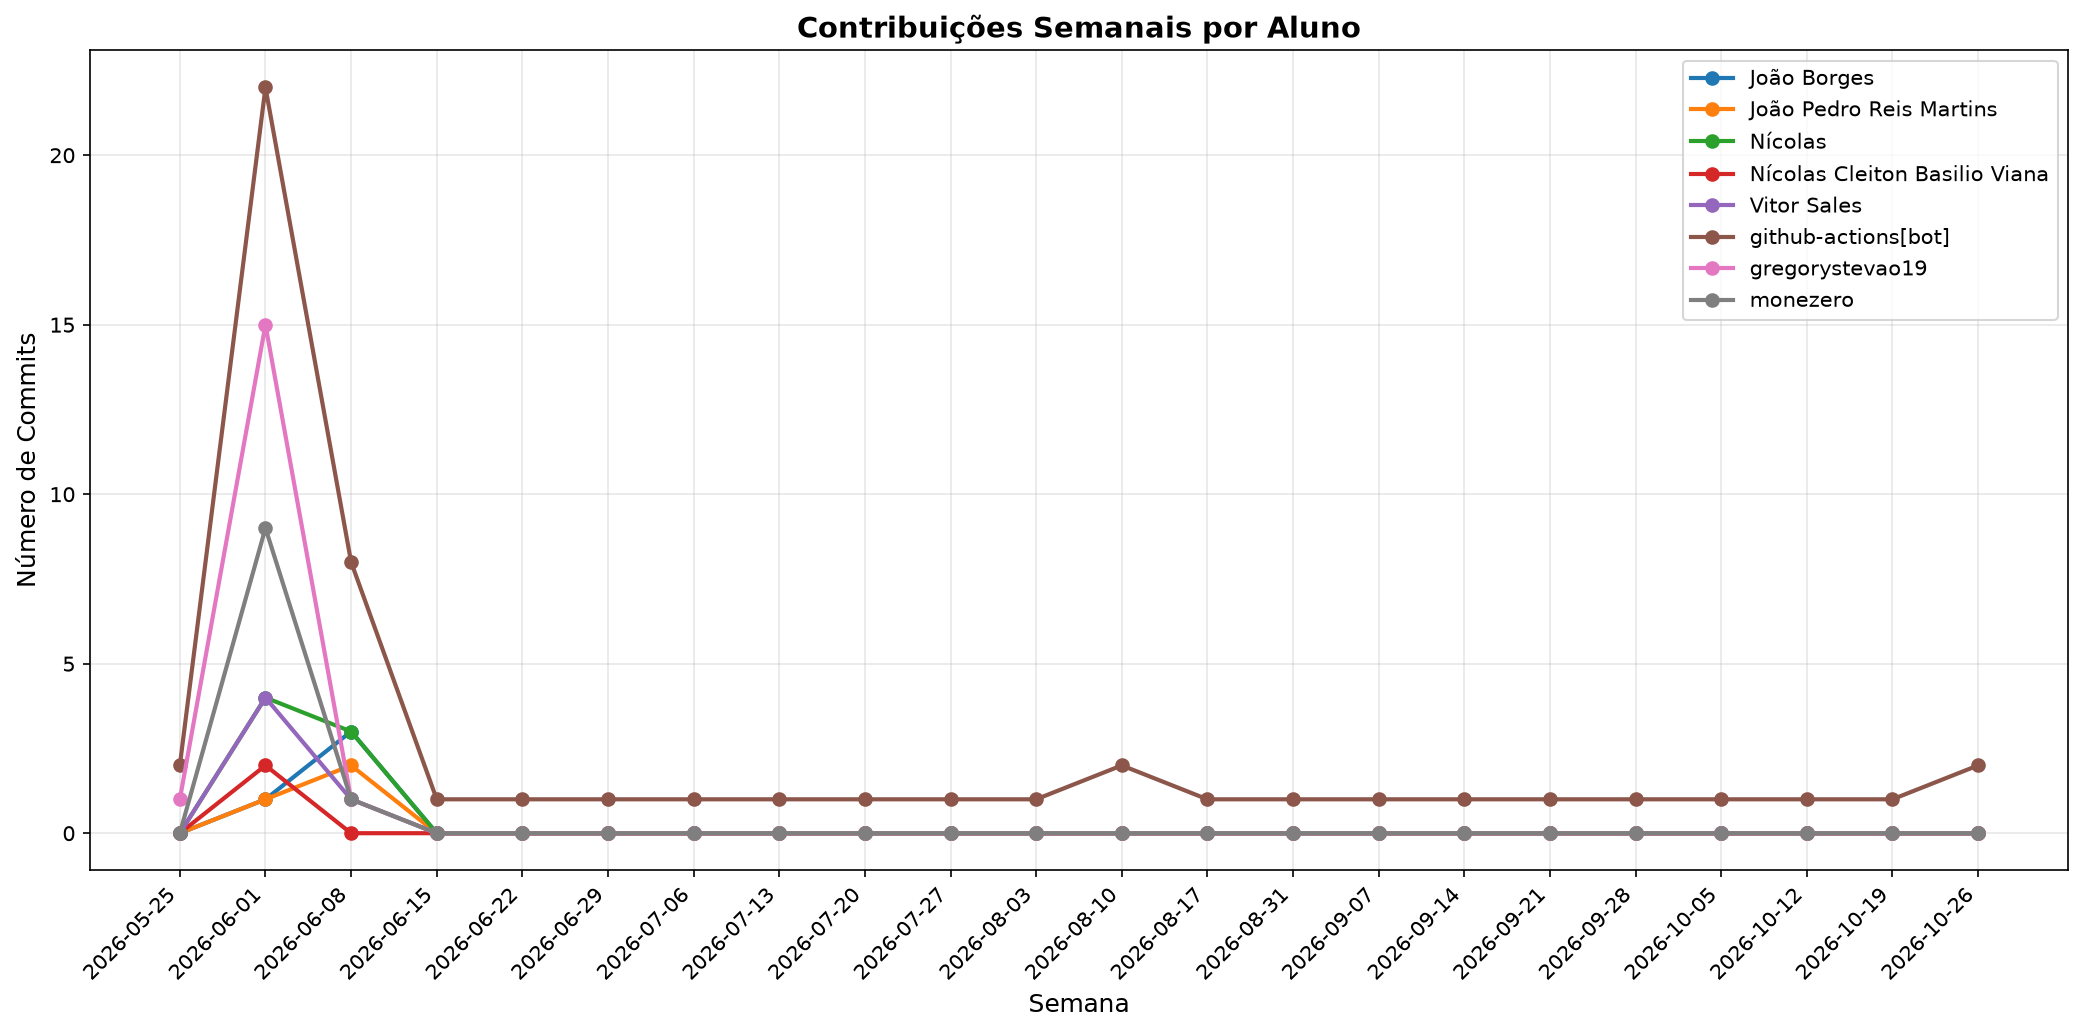 Contribuições Semanais por Aluno
João Borges
João Pedro Reis Martins
Nícolas
Nícolas Cleiton Basilio Viana
Vitor Sales
github-actions[bot]
gregorystevao19
monezero
Número de Commits
20
15
10
5
0
2026-05-25
2026-06-01
2026-06-08
2026-06-15
2026-06-22
2026-06-29
2026-07-06
2026-07-13
2026-07-20
2026-07-27
2026-08-03
2026-08-10
2026-08-17
2026-08-31
2026-09-07
2026-09-14
2026-09-21
2026-09-28
2026-10-05
2026-10-12
2026-10-19
2026-10-26
Semana